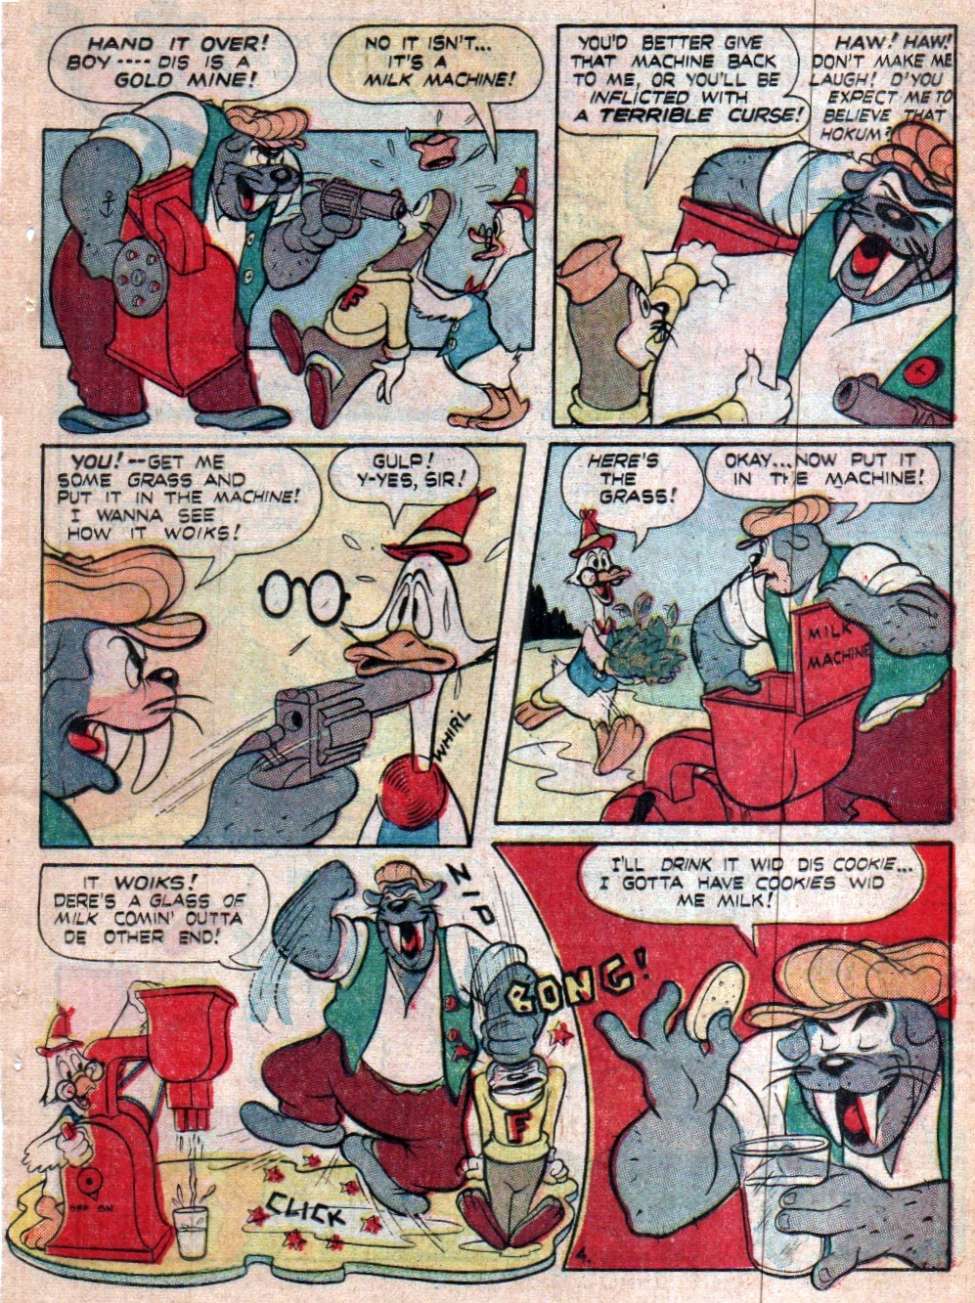 HAND IT OVER!
BOY ---- DIS IS A
GOLD MINE!
NO IT ISN'T...
IT'S A
MILK MACHINE!
F
YOU'D BETTER GIVE
THAT MACHINE BACK
TO ME, OR YOU'LL BE
INFLICTED WITH
A TERRIBLE CURSE!
HAW! HAW!
DON'T MAKE ME
LAUGH! D'YOU
EXPECT ME TO
BELIEVE THAT
HOKUM?
YOU! --GET ME
SOME GRASS AND
PUT IT IN THE MACHINE!
I WANNA SEE
HOW IT WOIKS!
GULP!
Y-YES, SIR!
WHIRL
HERE'S
THE
GRASS!
OKAY...NOW PUT IT
IN THE MACHINE!
MILK
MACHINE
IT WOIKS!
DERE'S A GLASS OF
MILK COMIN' OUTTA
DE OTHER END!
ZIP
BONG!
F
OFF ON
CLICK
I'LL DRINK IT WID DIS COOKIE...
I GOTTA HAVE COOKIES WID
ME MILK!
4.